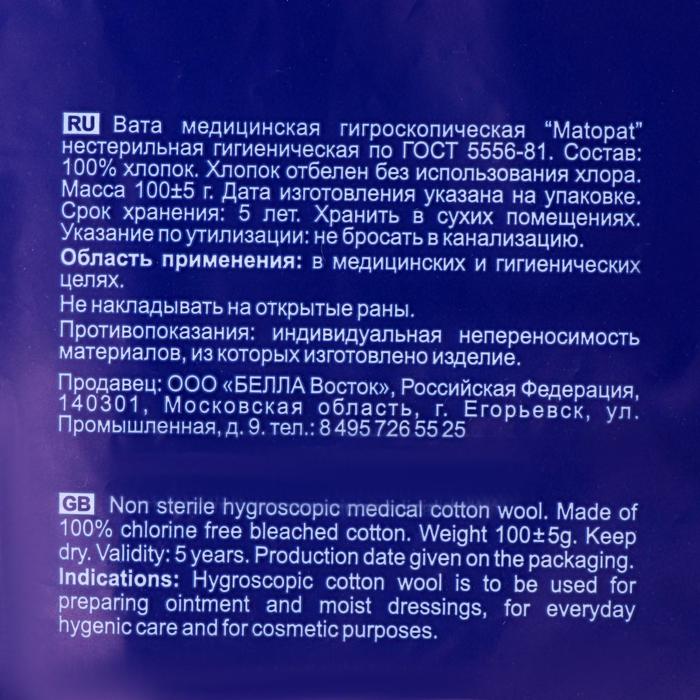 RU Вата медицинская гигроскопическая “Matopat”
нестерильная гигиеническая по ГОСТ 5556-81. Состав:
100% хлопок. Хлопок отбелен без использования хлора.
Масса 100±5 г. Дата изготовления указана на упаковке.
Срок хранения: 5 лет. Хранить в сухих помещениях.
Указание по утилизации: не бросать в канализацию.
Область применения: в медицинских и гигиенических
целях.
Не накладывать на открытые раны.
Противопоказания: индивидуальная непереносимость
материалов, из которых изготовлено изделие.
Продавец: ООО «БЕЛЛА Восток», Российская Федерация,
140301, Московская область, г. Егорьевск, ул.
Промышленная, д. 9. тел.: 8 495 726 55 25
GB Non sterile hygroscopic medical cotton wool. Made of
100% chlorine free bleached cotton. Weight 100±5g. Keep
dry. Validity: 5 years. Production date given on the packaging.
Indications: Hygroscopic cotton wool is to be used for
preparing ointment and moist dressings, for everyday
hygenic care and for cosmetic purposes.